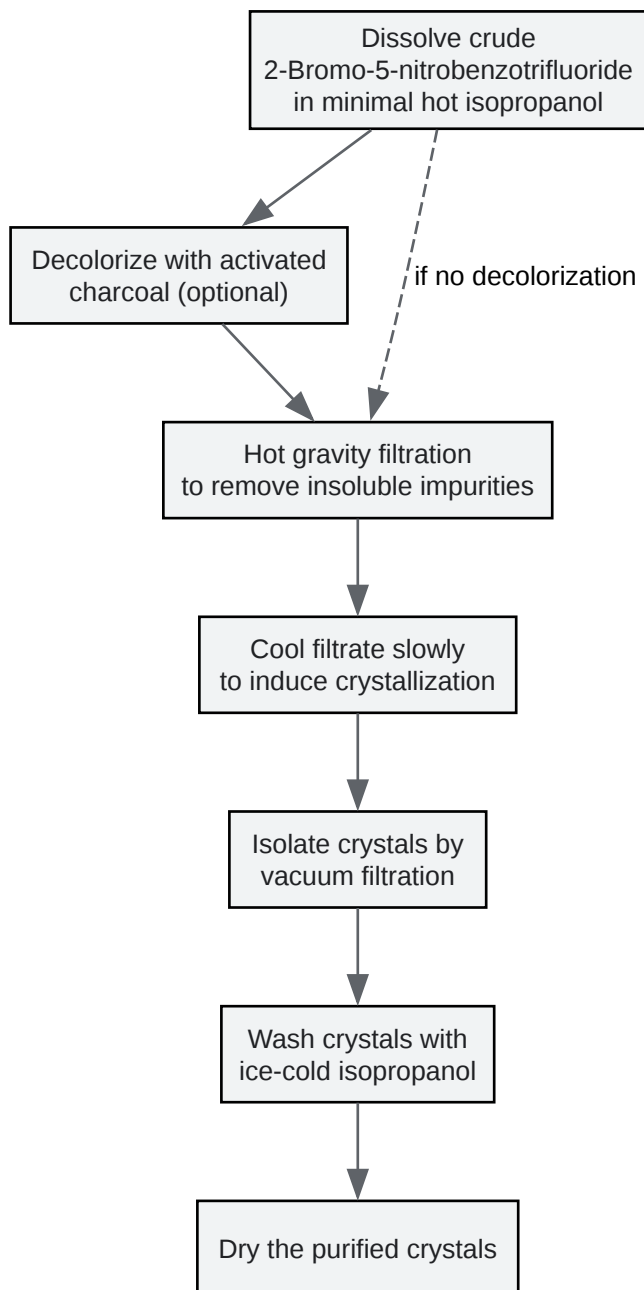 Dissolve crude
2-Bromo-5-nitrobenzotrifluoride
in minimal hot isopropanol
Decolorize with activated
charcoal (optional)
if no decolorization
Hot gravity filtration
to remove insoluble impurities
Cool filtrate slowly
to induce crystallization
Isolate crystals by
vacuum filtration
Wash crystals with
ice-cold isopropanol
Dry the purified crystals